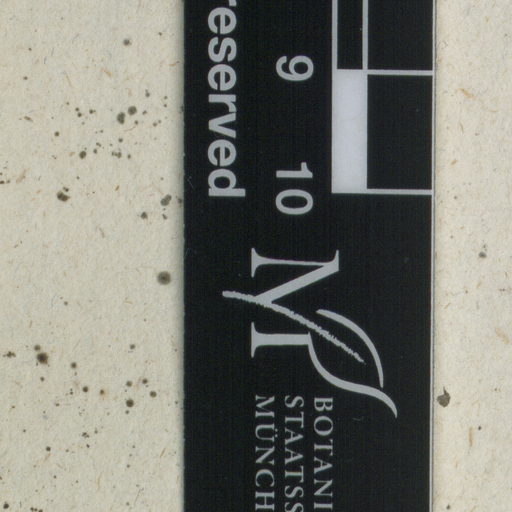 reserved
9 10
M
BOTANI
STAATSS
MÜNCH